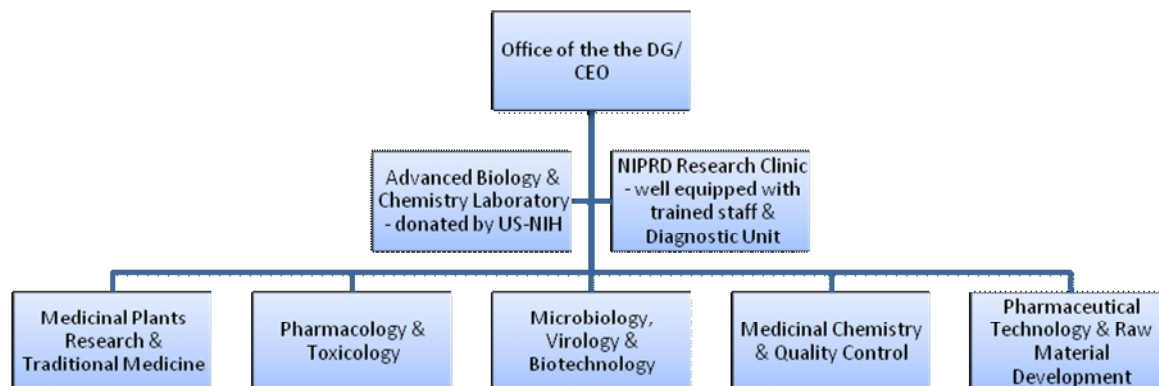 Office of the the DG/
CEO
Advanced Biology &
Chemistry Laboratory
- donated by US-NIH
NIPRD Research Clinic
- well equipped with
trained staff &
Diagnostic Unit
Medicinal Plants
Research &
Traditional Medicine
Pharmacology &
Toxicology
Microbiology,
Virology &
Biotechnology
Medicinal Chemistry
& Quality Control
Pharmaceutical
Technology & Raw
Material
Development